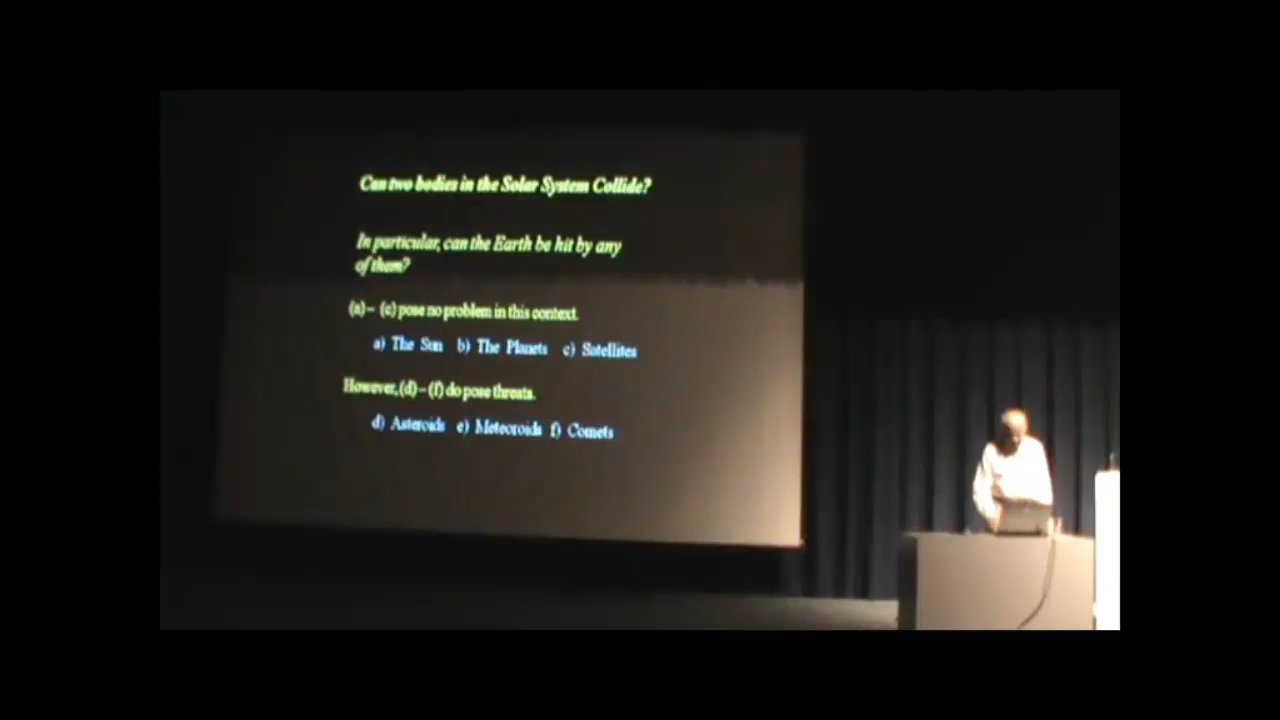 Can two bodies in the Solar System Collide?
In particular, can the Earth be hit by any
of them?
(a) – (c) pose no problem in this context.
a) The Sun b) The Planets c) Satellites
However, (d) – (f) do pose threats.
d) Asteroids e) Meteoroids f) Comets